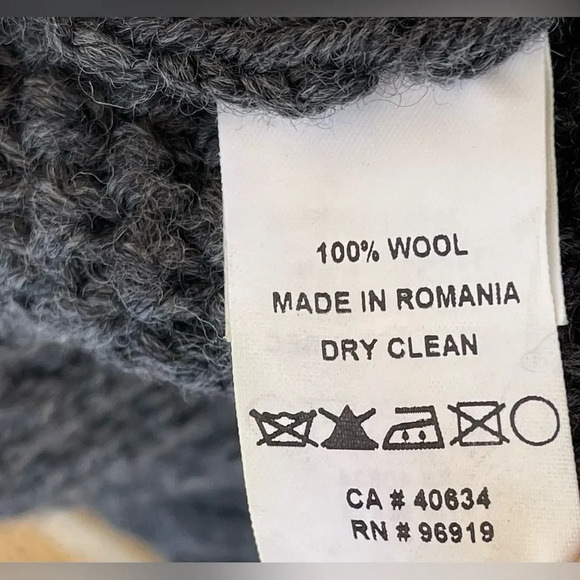 100% WOOL
MADE IN ROMANIA
DRY CLEAN
CA # 40634
RN # 96919